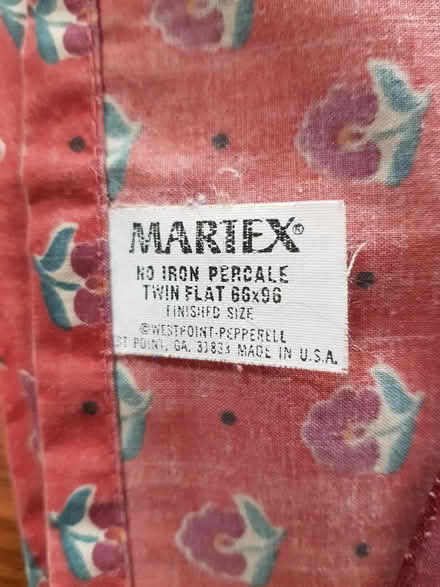 MARTEX®
NO IRON PERCALE
TWIN FLAT 66x96
FINISHED SIZE
©WESTPOINT-PEPPERELL
ST POINT, GA. 31833 MADE IN U.S.A.